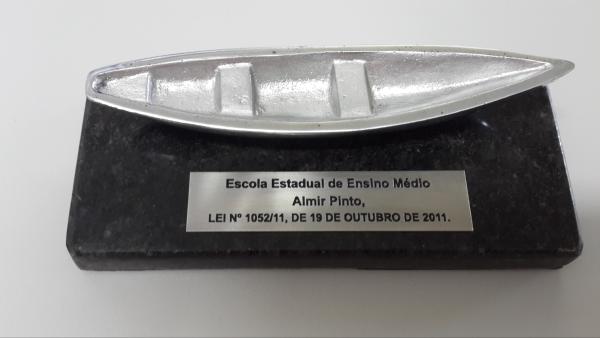 Escola Estadual de Ensino Médio
Almir Pinto,
LEI Nº 1052/11, DE 19 DE OUTUBRO DE 2011.